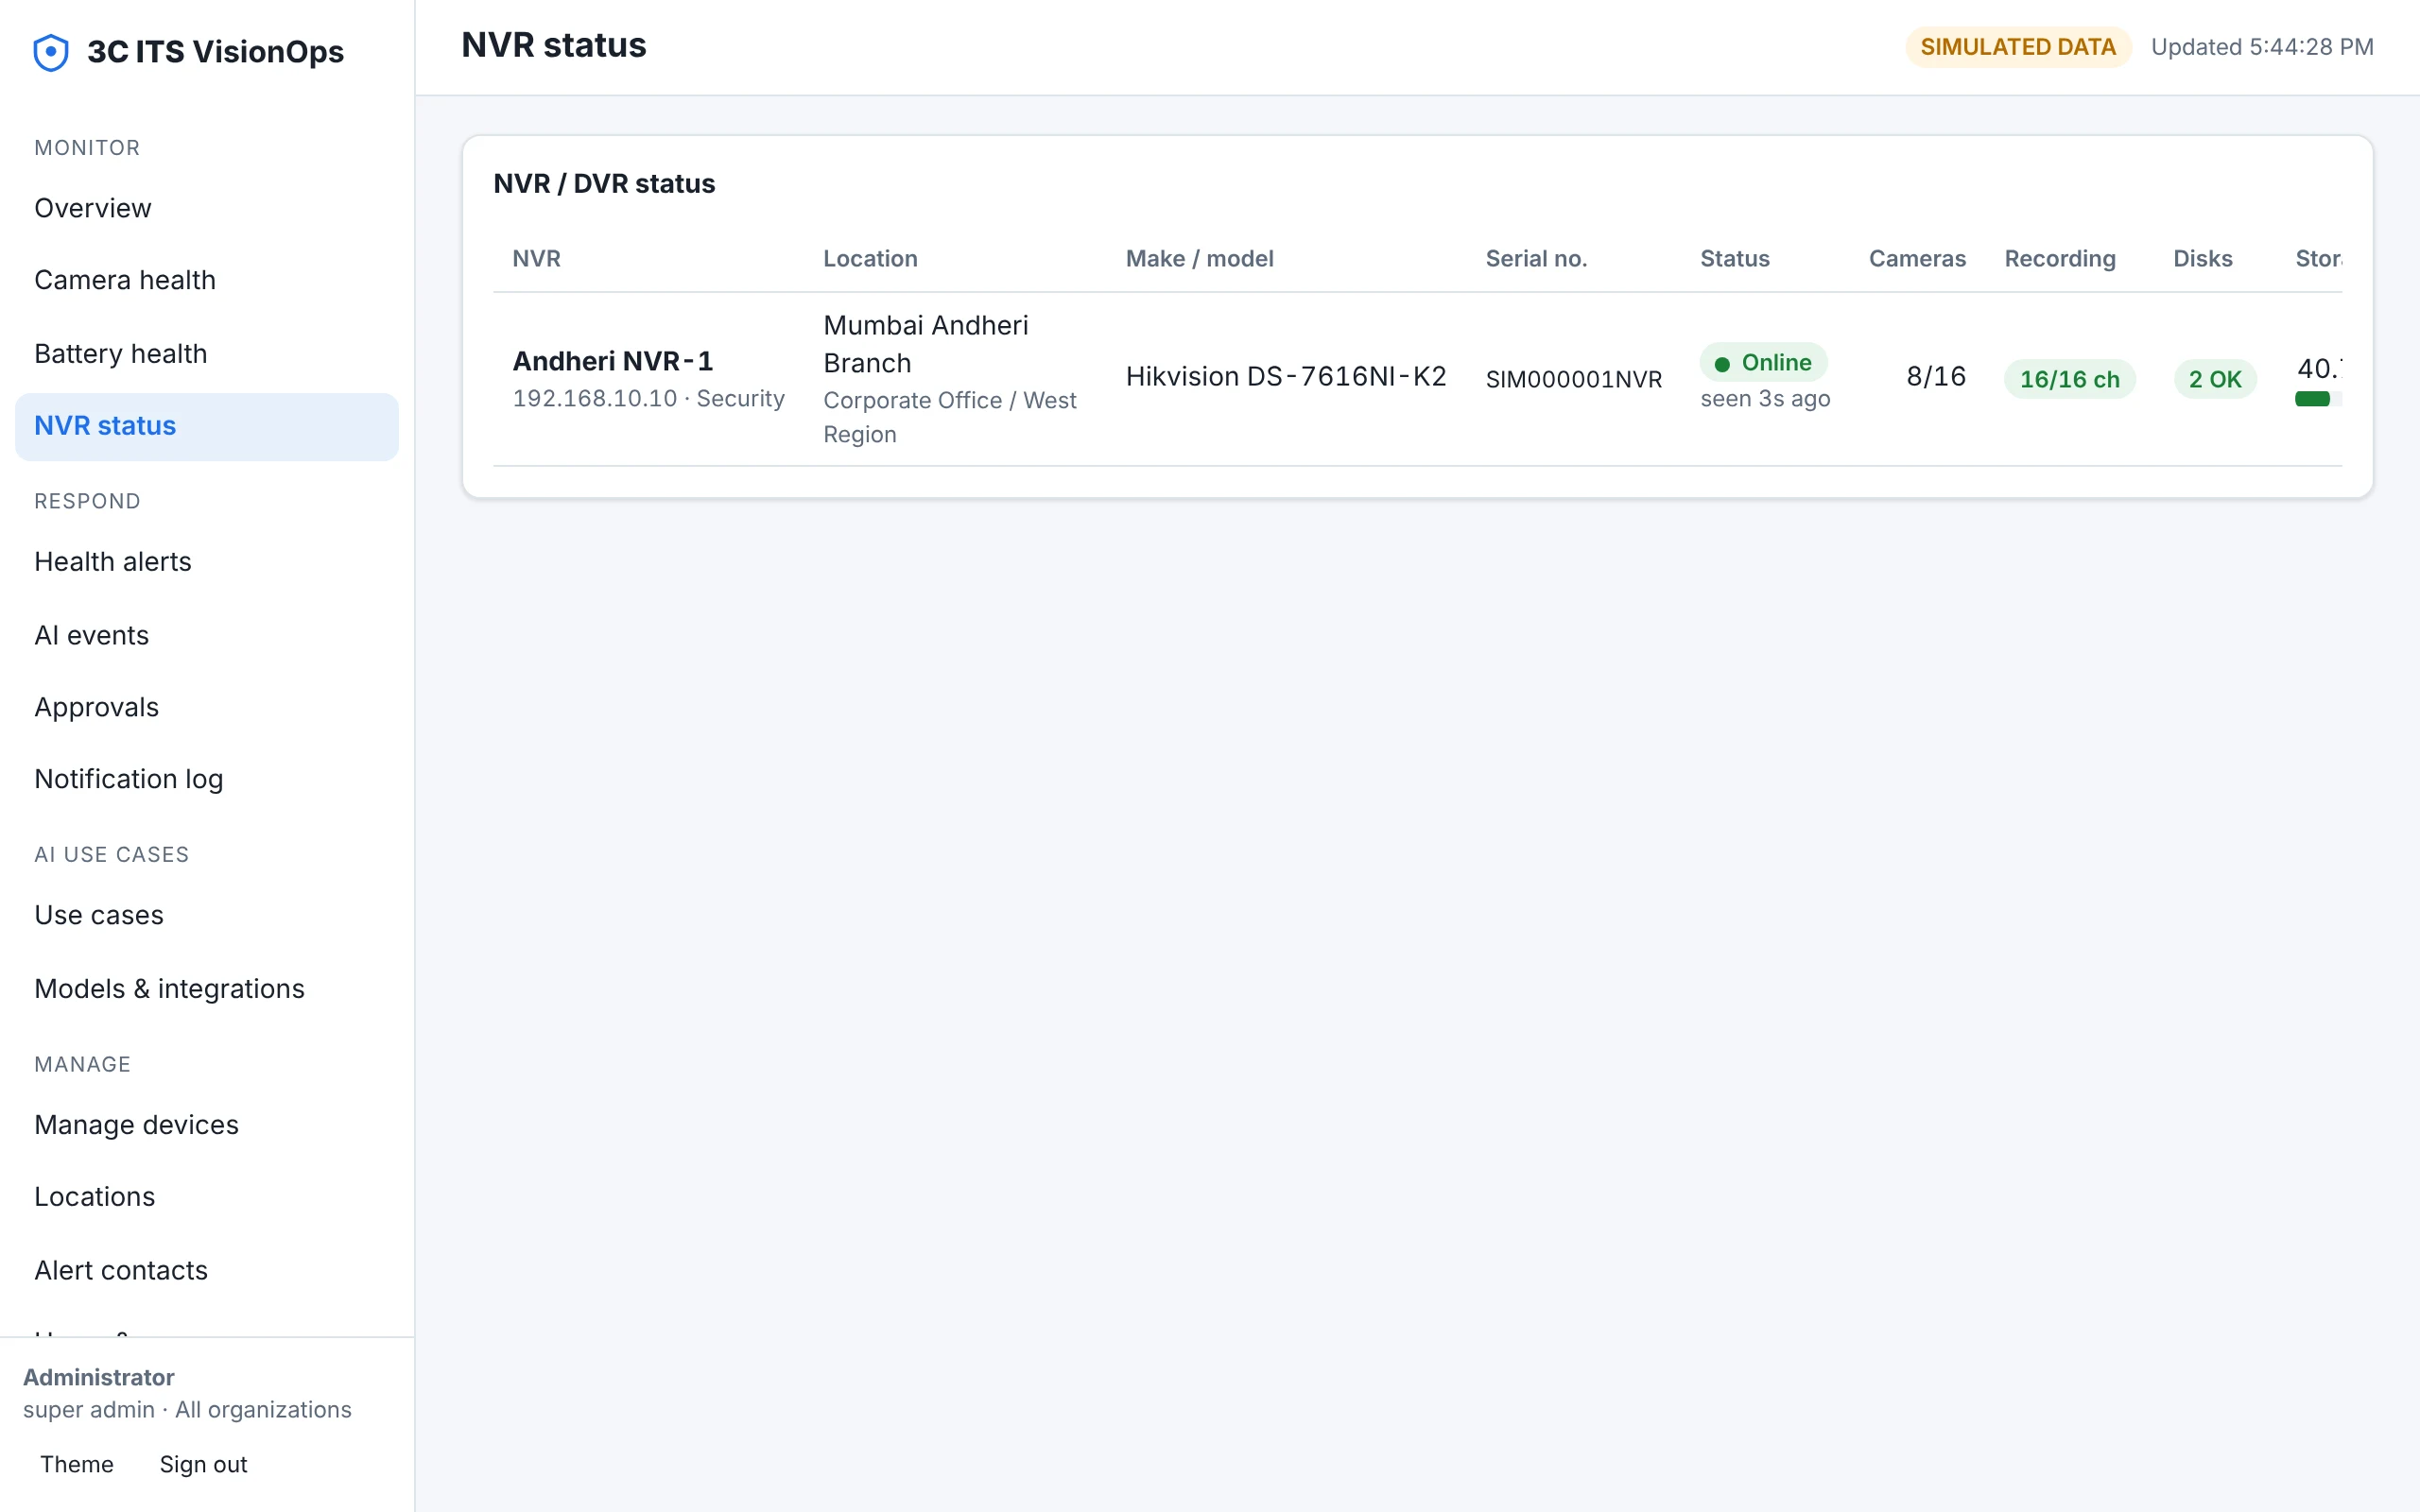 3C ITS VisionOps
MONITOR
Overview
Camera health
Battery health
NVR status
RESPOND
Health alerts
AI events
Approvals
Notification log
AI USE CASES
Use cases
Models & integrations
MANAGE
Manage devices
Locations
Alert contacts
Administrator
super admin · All organizations
Theme Sign out
NVR status
SIMULATED DATA Updated 5:44:28 PM
NVR / DVR status
NVR Location Make / model Serial no. Status Cameras Recording Disks
Andheri NVR-1
192.168.10.10 · Security
Mumbai Andheri
Branch
Corporate Office / West
Region
Hikvision DS-7616NI-K2
SIM000001NVR
Online
seen 3s ago
8/16
16/16 ch
2 OK